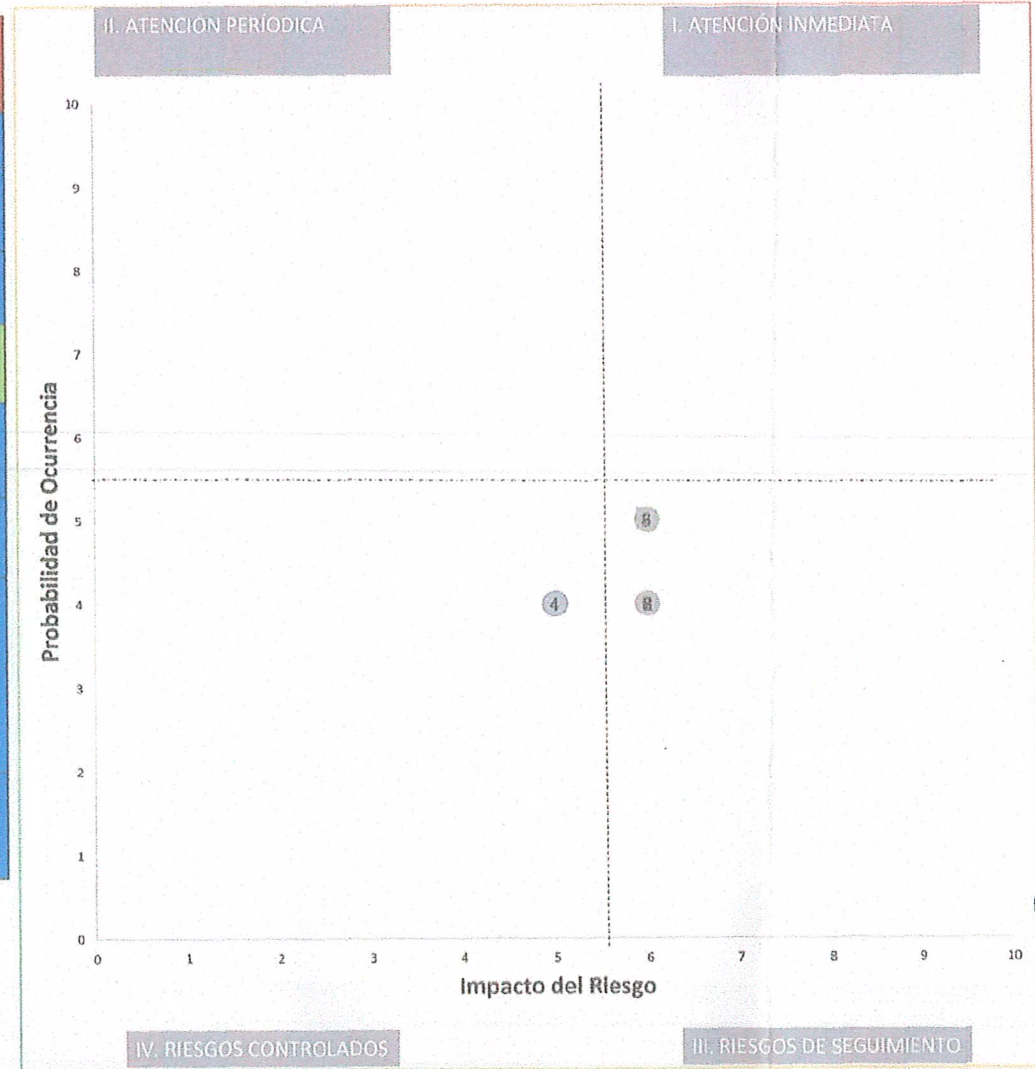 II. ATENCIÓN PERÍODICA
I. ATENCIÓN INMEDIATA
10
9
8
7
6
5
4
3
2
1
0
Probabilidad de Ocurrencia
4
0 1 2 3 4 5 6 7 8 9 10
Impacto del Riesgo
IV. RIESGOS CONTROLADOS
III. RIESGOS DE SEGUIMIENTO